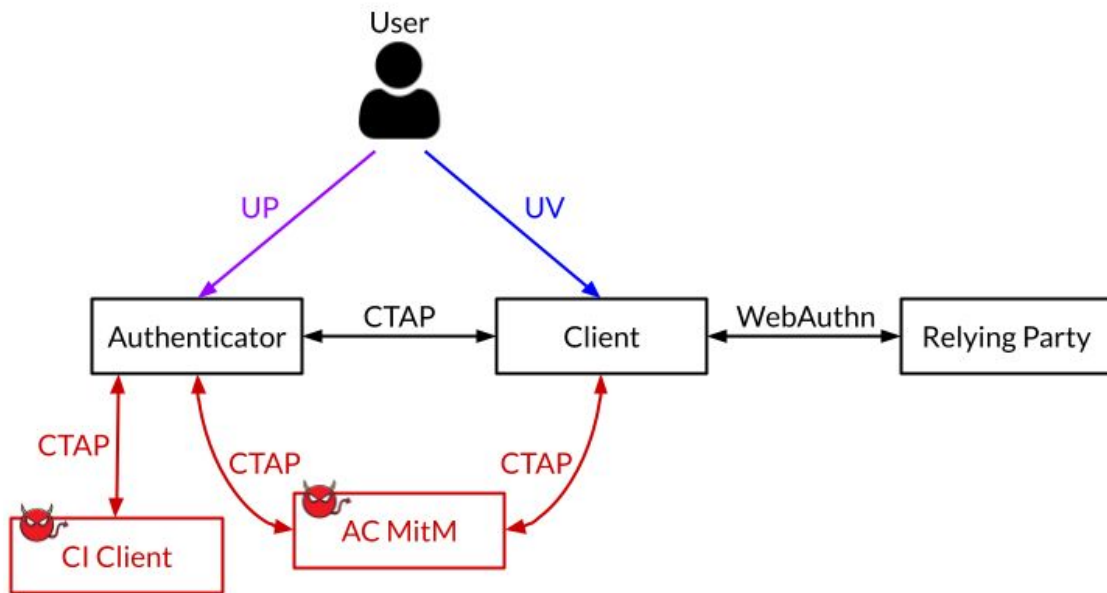 User
UP
UV
CTAP
WebAuthn
Authenticator
Client
Relying Party
CTAP
CTAP
CTAP
AC MitM
CI Client